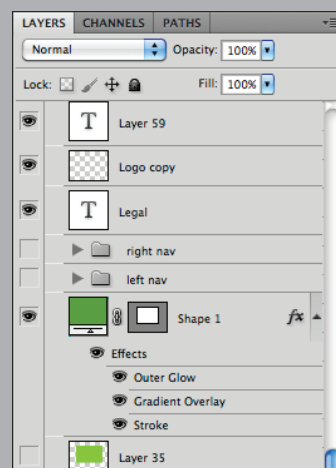 LAYERS CHANNELS PATHS
Normal Opacity: 100%
Lock: Fill: 100%
T Layer 59
Logo copy
T Legal
right nav
left nav
Shape 1 fx
Effects
Outer Glow
Gradient Overlay
Stroke
Layer 35